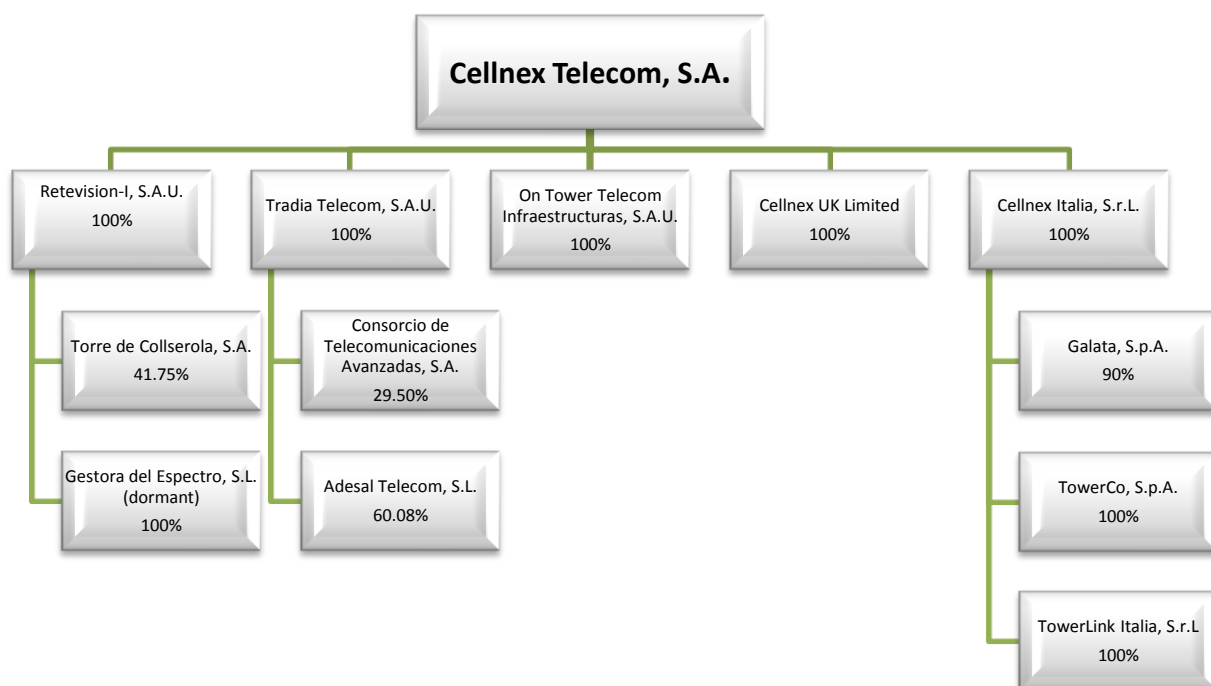 Cellnex Telecom, S.A.
Retevision-I, S.A.U.
100%
Tradia Telecom, S.A.U.
100%
On Tower Telecom
Infraestructuras, S.A.U.
100%
Cellnex UK Limited
100%
Cellnex Italia, S.r.L.
100%
Torre de Collserola, S.A.
41.75%
Consorcio de
Telecomunicaciones
Avanzadas, S.A.
29.50%
Galata, S.p.A.
90%
Gestora del Espectro, S.L.
(dormant)
100%
Adesal Telecom, S.L.
60.08%
TowerCo, S.p.A.
100%
TowerLink Italia, S.r.L
100%